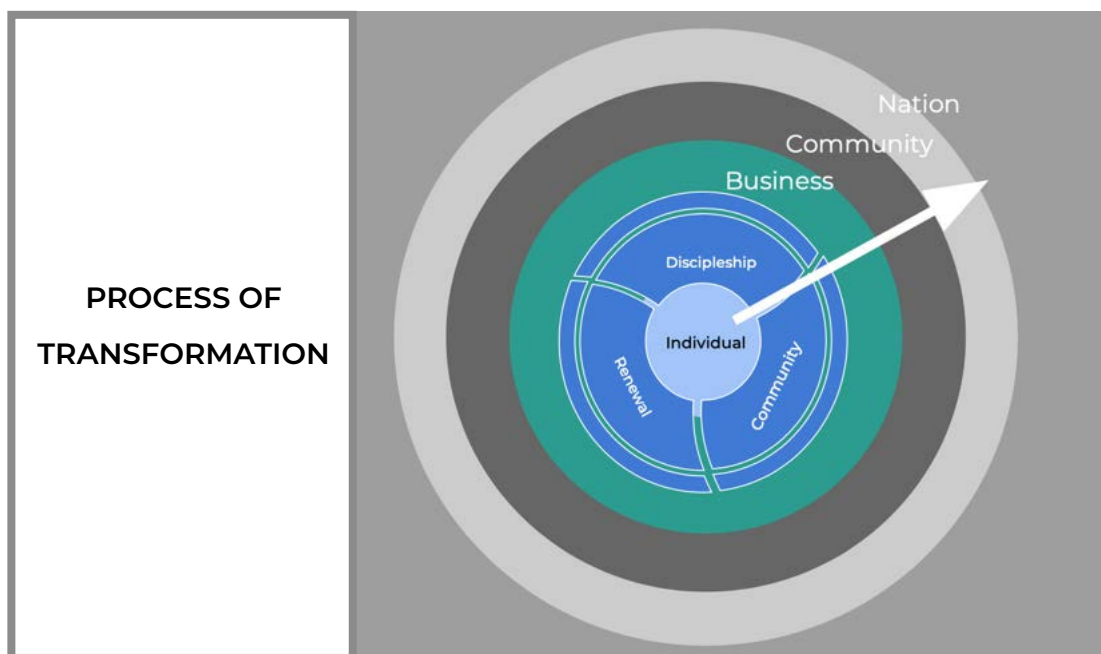 PROCESS OF
TRANSFORMATION
Nation
Community
Business
Discipleship
Individual
Renewal
Community